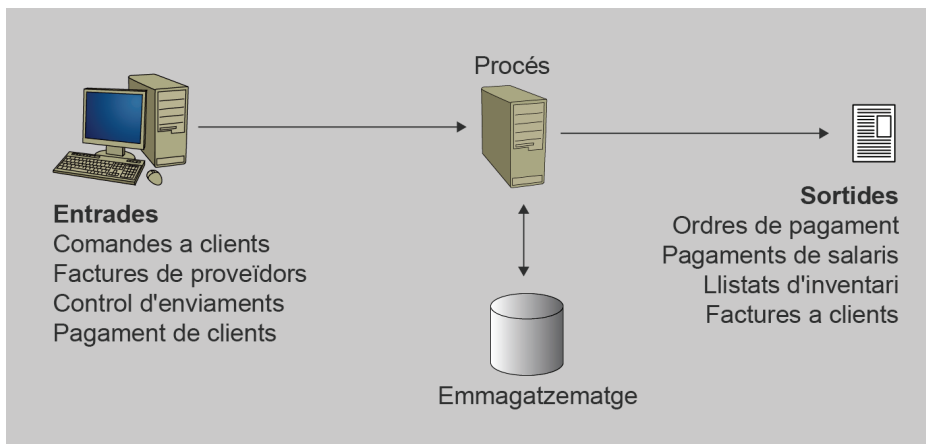 Procés
Entrades
Comandes a clients
Factures de proveïdors
Control d'enviaments
Pagament de clients
Emmagatzematge
Sortides
Ordres de pagament
Pagaments de salaris
Llistats d'inventari
Factures a clients